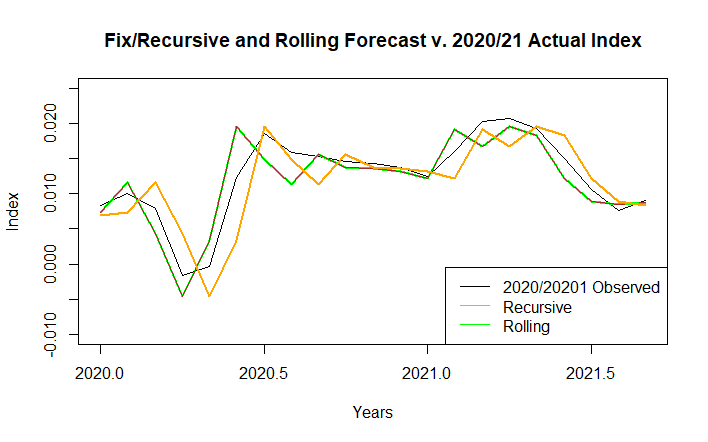 Fix/Recursive and Rolling Forecast v. 2020/21 Actual Index
Index
0.020
0.010
0.000
-0.010
2020/20201 Observed
Recursive
Rolling
2020.0 2020.5 2021.0 2021.5
Years